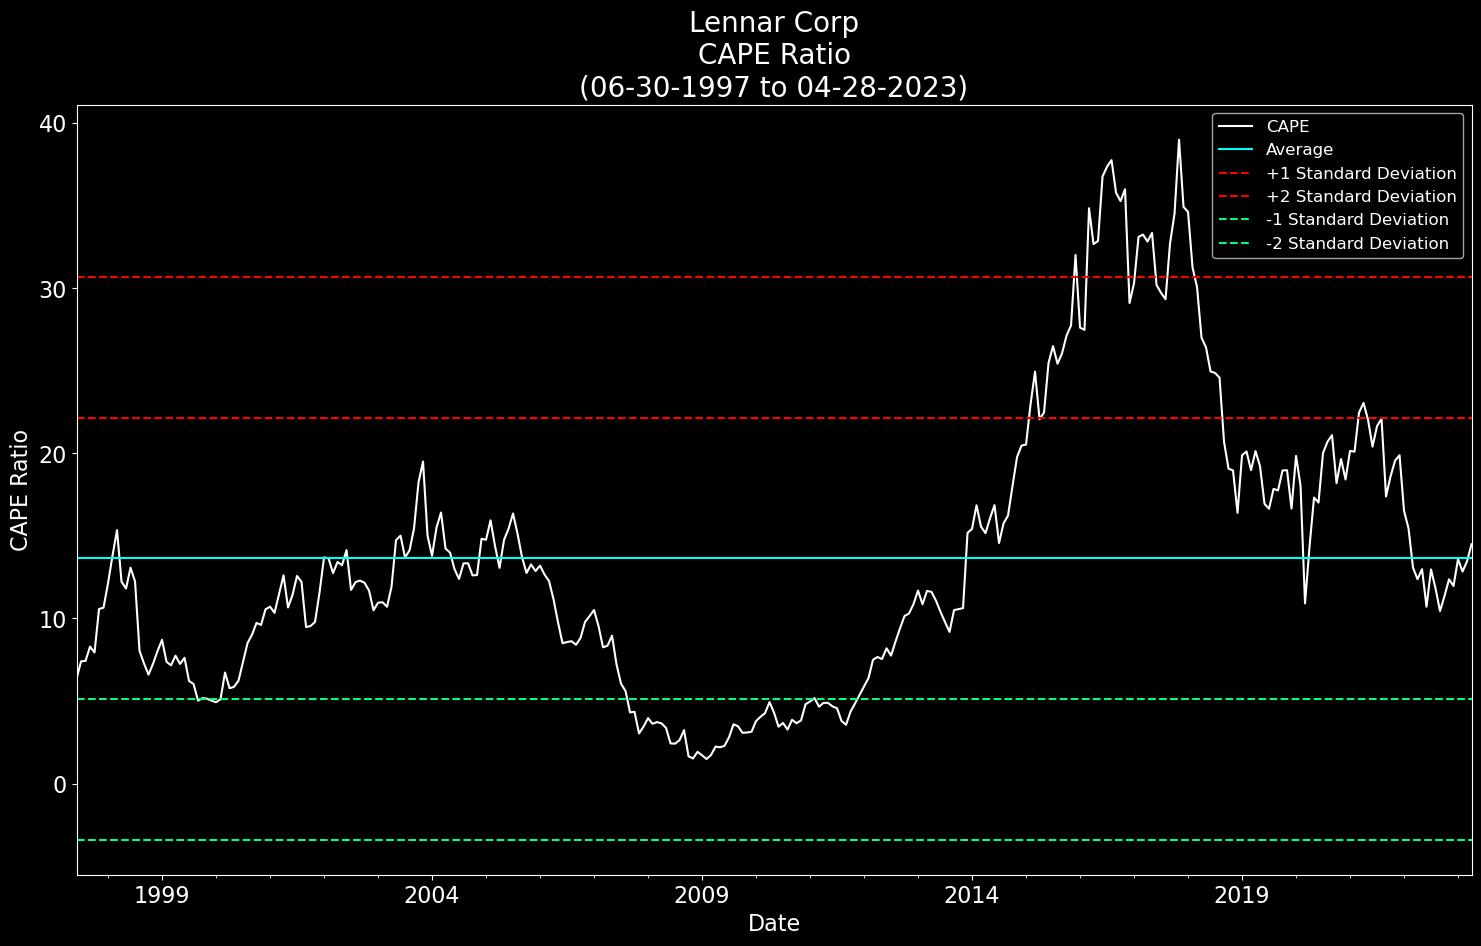 Lennar Corp
CAPE Ratio
(06-30-1997 to 04-28-2023)
CAPE
Average
+1 Standard Deviation
+2 Standard Deviation
-1 Standard Deviation
-2 Standard Deviation
40
30
20
10
0
CAPE Ratio
1999
2004
2009
2014
2019
Date